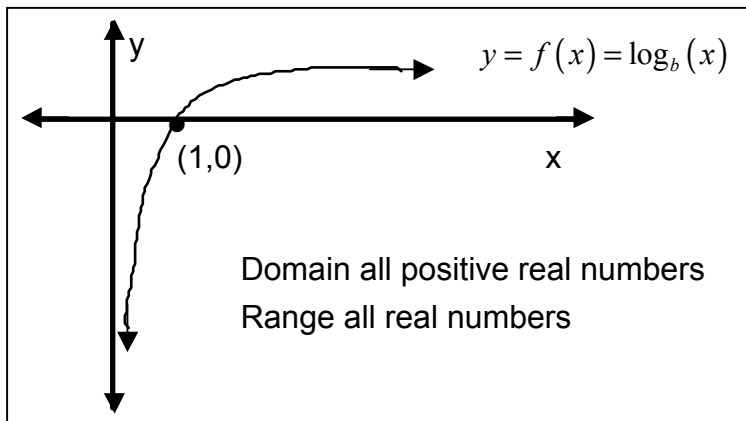 y
y = f(x) = log_b(x)
(1,0)
x
Domain all positive real numbers
Range all real numbers